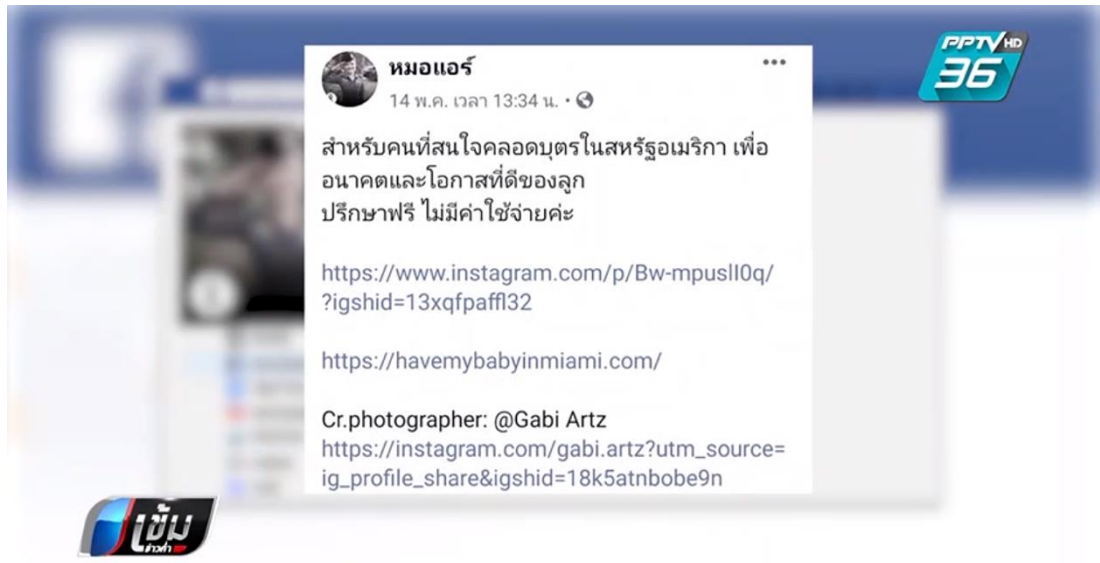 PPTV HD
36
หมอแอร์
14 พ.ค. เวลา 13:34 น.
สำหรับคนที่สนใจคลอดบุตรในสหรัฐอเมริกา เพื่อ
อนาคตและโอกาสที่ดีของลูก
ปรึกษาฟรี ไม่มีค่าใช้จ่ายค่ะ
https://www.instagram.com/p/Bw-mpuslI0q/
?igshid=13xqfpaffl32
https://havemybabyinmiami.com/
Cr.photographer: @Gabi Artz
https://instagram.com/gabi.artz?utm_source=
ig_profile_share&igshid=18k5atnbobe9n
เข้ม
ข่าวค่ำ